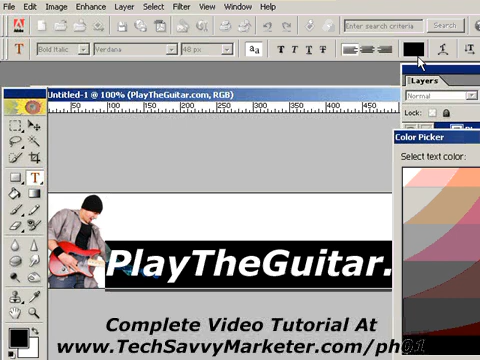 File Edit Image Enhance Layer Select Filter View Window Help
Enter search criteria Search
T Bold Italic Verdana 48 px aa T T T T T
Layers
Untitled-1 @ 100% (PlayTheGuitar.com, RGB)
Normal
50 100 150 200 250 300 350 400 450
Lock:
Color Picker
Select text color:
T
PlayTheGuitar.
Complete Video Tutorial At
www.TechSavvyMarketer.com/ph01